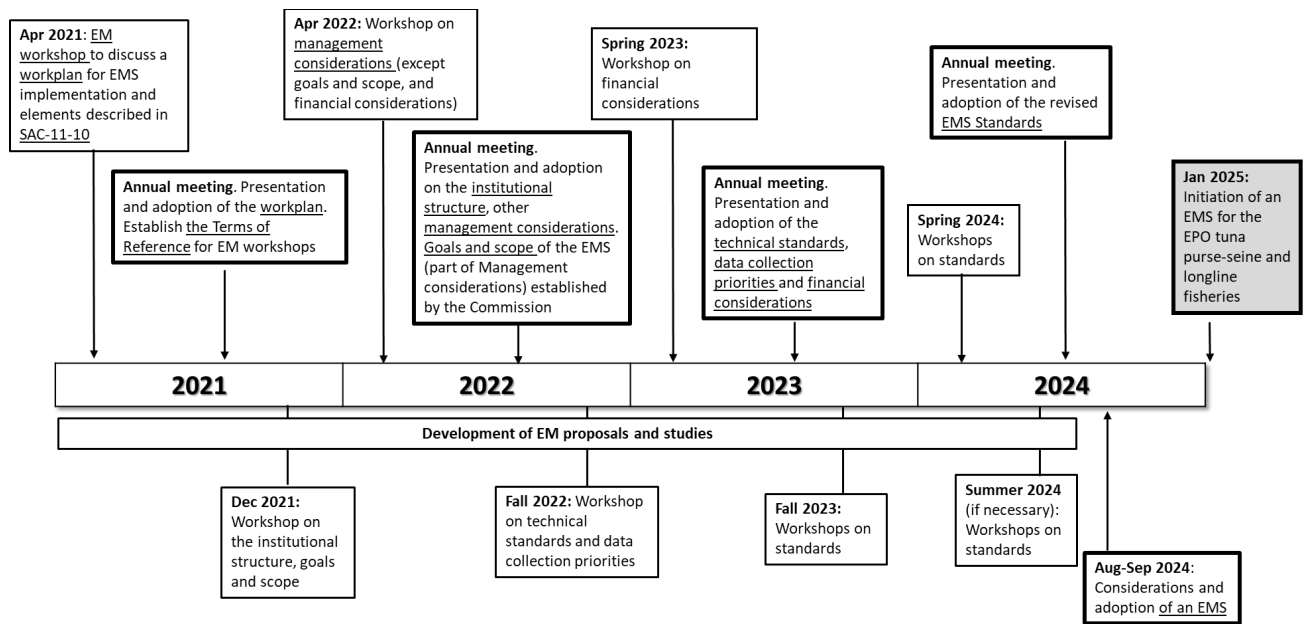 Apr 2021: EM
workshop to discuss a
workplan for EMS
implementation and
elements described in
SAC-11-10
Annual meeting. Presentation
and adoption of the workplan.
Establish the Terms of
Reference for EM workshops
Apr 2022: Workshop on
management
considerations (except
goals and scope, and
financial considerations)
Annual meeting.
Presentation and adoption
on the institutional
structure, other
management considerations.
Goals and scope of the EMS
(part of Management
considerations) established
by the Commission
Spring 2023:
Workshop on
financial
considerations
Annual meeting.
Presentation and
adoption of the
technical standards,
data collection
priorities and financial
considerations
Spring 2024:
Workshops
on standards
Annual meeting.
Presentation and
adoption of the revised
EMS Standards
Jan 2025:
Initiation of an
EMS for the
EPO tuna
purse-seine and
longline
fisheries
2021
2022
2023
2024
Development of EM proposals and studies
Dec 2021:
Workshop on
the institutional
structure, goals
and scope
Fall 2022: Workshop
on technical
standards and data
collection priorities
Fall 2023:
Workshops on
standards
Summer 2024
(if necessary):
Workshops on
standards
Aug-Sep 2024:
Considerations and
adoption of an EMS